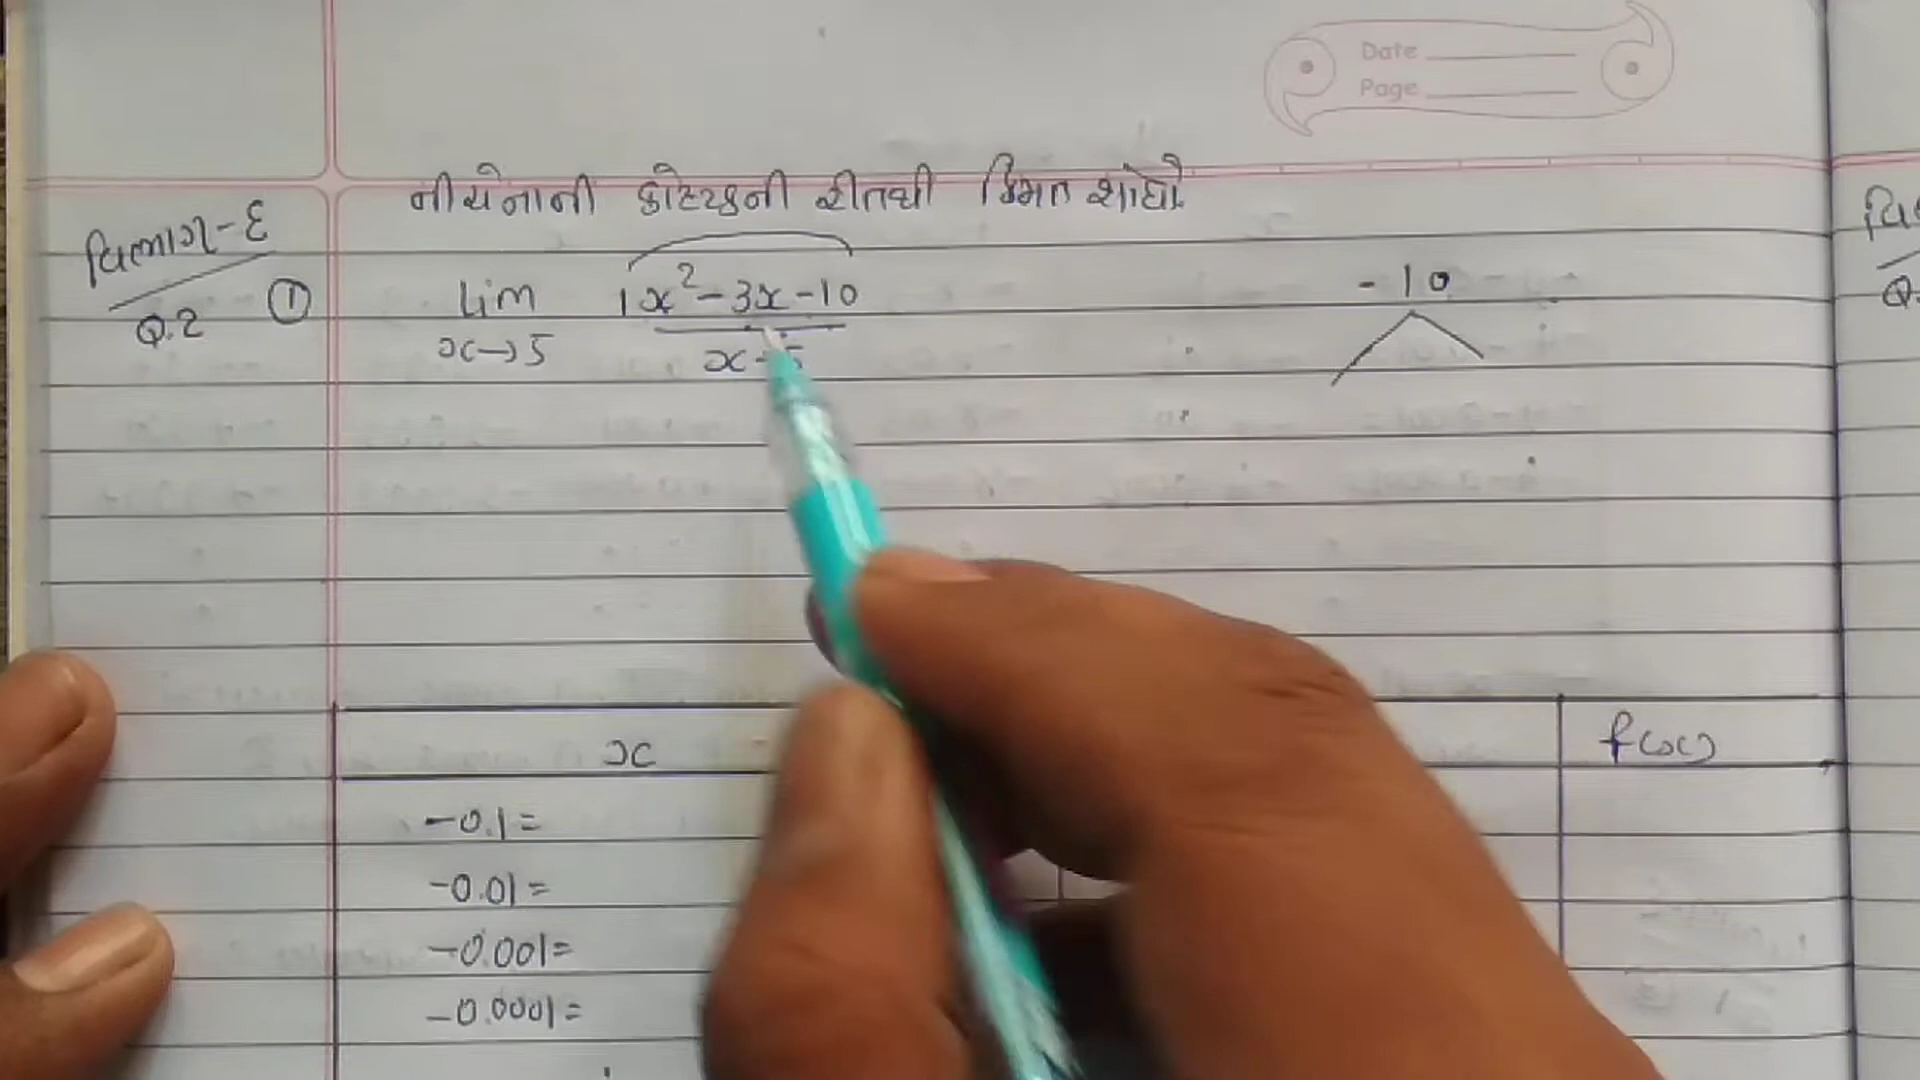 Date
Page
નીચેનાની કોષ્ટકની રીતથી કિંમત શોધો
વિભાગ-E
Q.2 ①
lim 1x²-3x-10
x→5 x-5
-10
x f(x)
-0.1=
-0.01=
-0.001=
-0.0001=